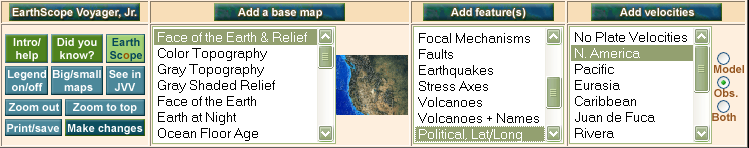 EarthScope Voyager, Jr.
Intro/
help
Did you
know?
Earth
Scope
Legend
on/off
Big/small
maps
See in
JVV
Zoom out
Zoom to top
Print/save
Make changes
Add a base map
Face of the Earth & Relief
Color Topography
Gray Topography
Gray Shaded Relief
Face of the Earth
Earth at Night
Ocean Floor Age
Add feature(s)
Focal Mechanisms
Faults
Earthquakes
Stress Axes
Volcanoes
Volcanoes + Names
Political, Lat/Long
Add velocities
No Plate Velocities
N. America
Pacific
Eurasia
Caribbean
Juan de Fuca
Rivera
Model
Obs.
Both